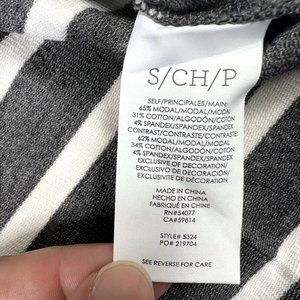 S/CH/P
SELF/PRINCIPALES/MAIN:
65% MODAL/MODAL/MODAL
31% COTTON/ALGODÓN/COTON
4% SPANDEX/SPANDEX/SPANDEX
CONTRAST/CONTRASTE/CONTRASTE:
62% MODAL/MODAL/MODAL
34% COTTON/ALGODÓN/COTON
4% SPANDEX/SPANDEX/SPANDEX
EXCLUSIVE OF DECORATION/
EXCLUSIVA DE DECORACIÓN/
EXCLUSIF DE DÉCORATION
MADE IN CHINA
HECHO EN CHINA
FABRIQUÉ EN CHINE
RN#54077
CA#59814
STYLE# 5324
PO# 219704
SEE REVERSE FOR CARE